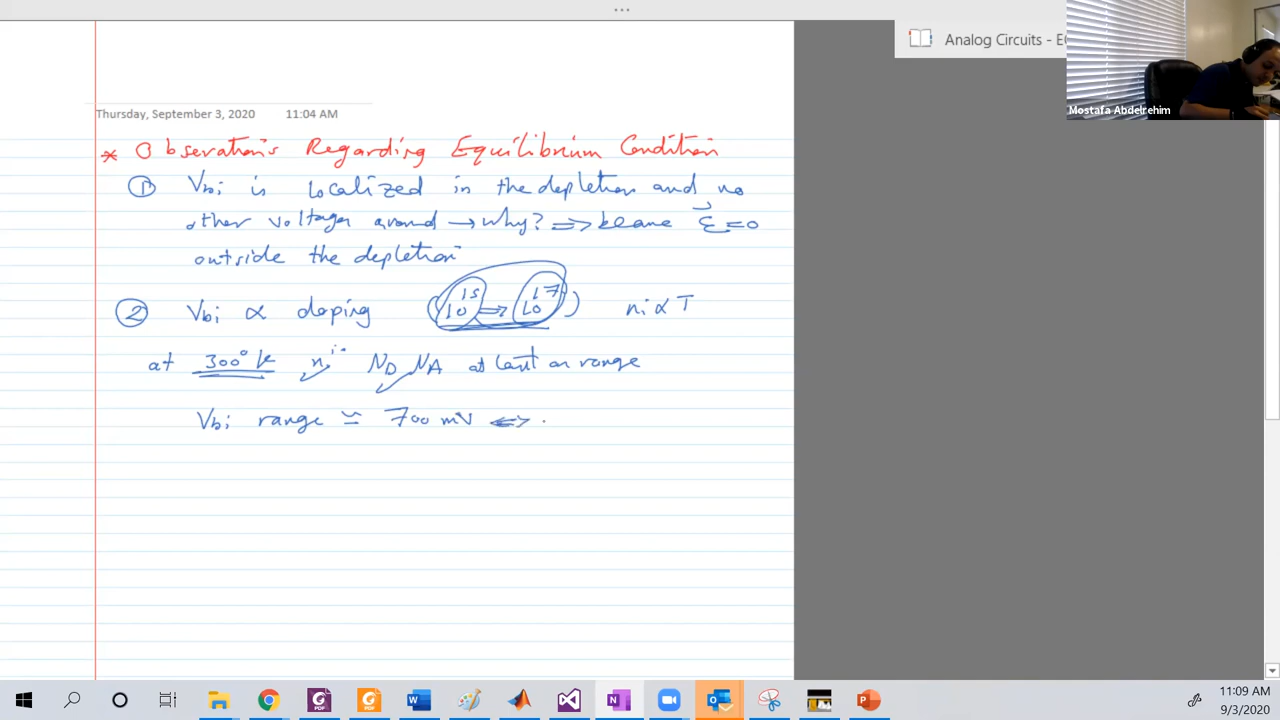 Analog Circuits - E
Mostafa Abdelrehim
Thursday, September 3, 2020 11:04 AM
* Observations Regarding Equilibrium Condition
① Vbi is localized in the depletion and no
other voltages around → why? ⇒ because ε⃗ = 0
outside the depletion
② Vbi ∝ doping (10^15 ⇒ 10^17) ni ∝ T
at 300° K ni ND NA at least on range
Vbi range ≃ 700 mV ⇔
11:09 AM
9/3/2020